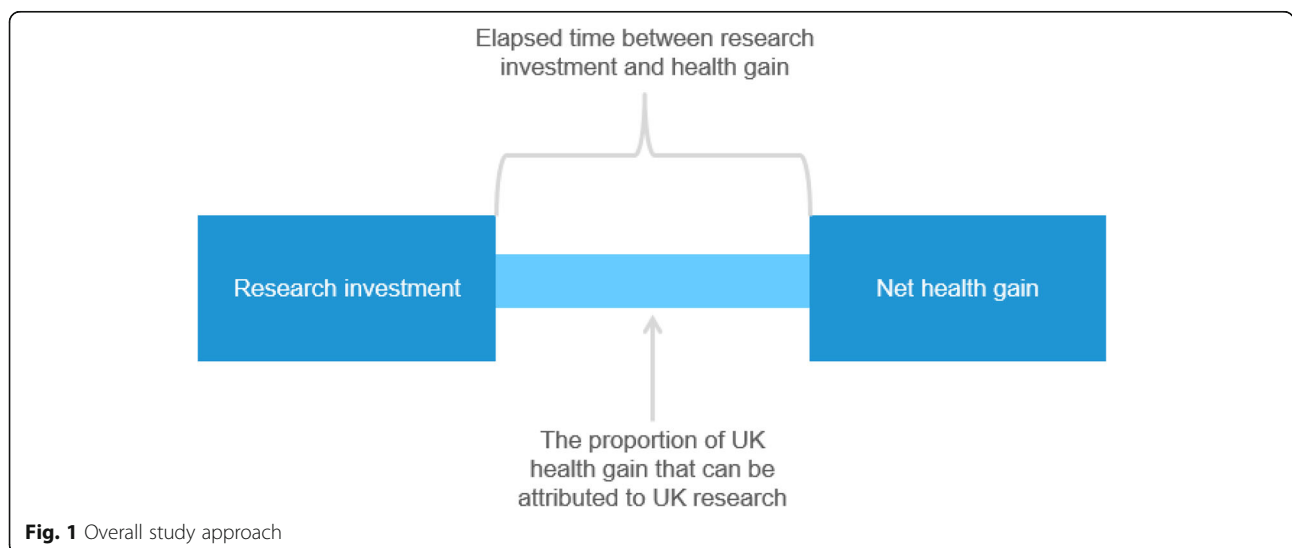 Elapsed time between research
investment and health gain
Research investment
Net health gain
The proportion of UK
health gain that can be
attributed to UK research
Fig. 1 Overall study approach